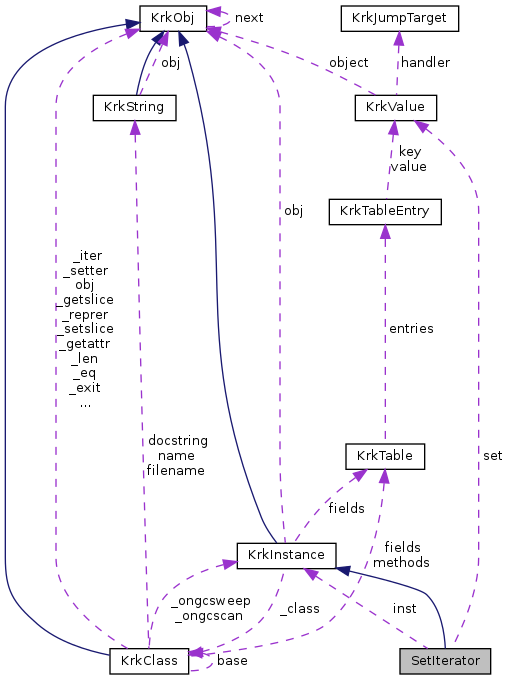 KrkObj
next
KrkJumpTarget
obj
object
handler
KrkString
KrkValue
key
value
KrkTableEntry
obj
_iter
_setter
obj
_getslice
_reprer
_setslice
_getattr
_len
_eq
_exit
...
entries
docstring
name
filename
KrkTable
set
fields
KrkInstance
fields
methods
_ongcsweep
_ongcscan
_class
inst
KrkClass
base
SetIterator